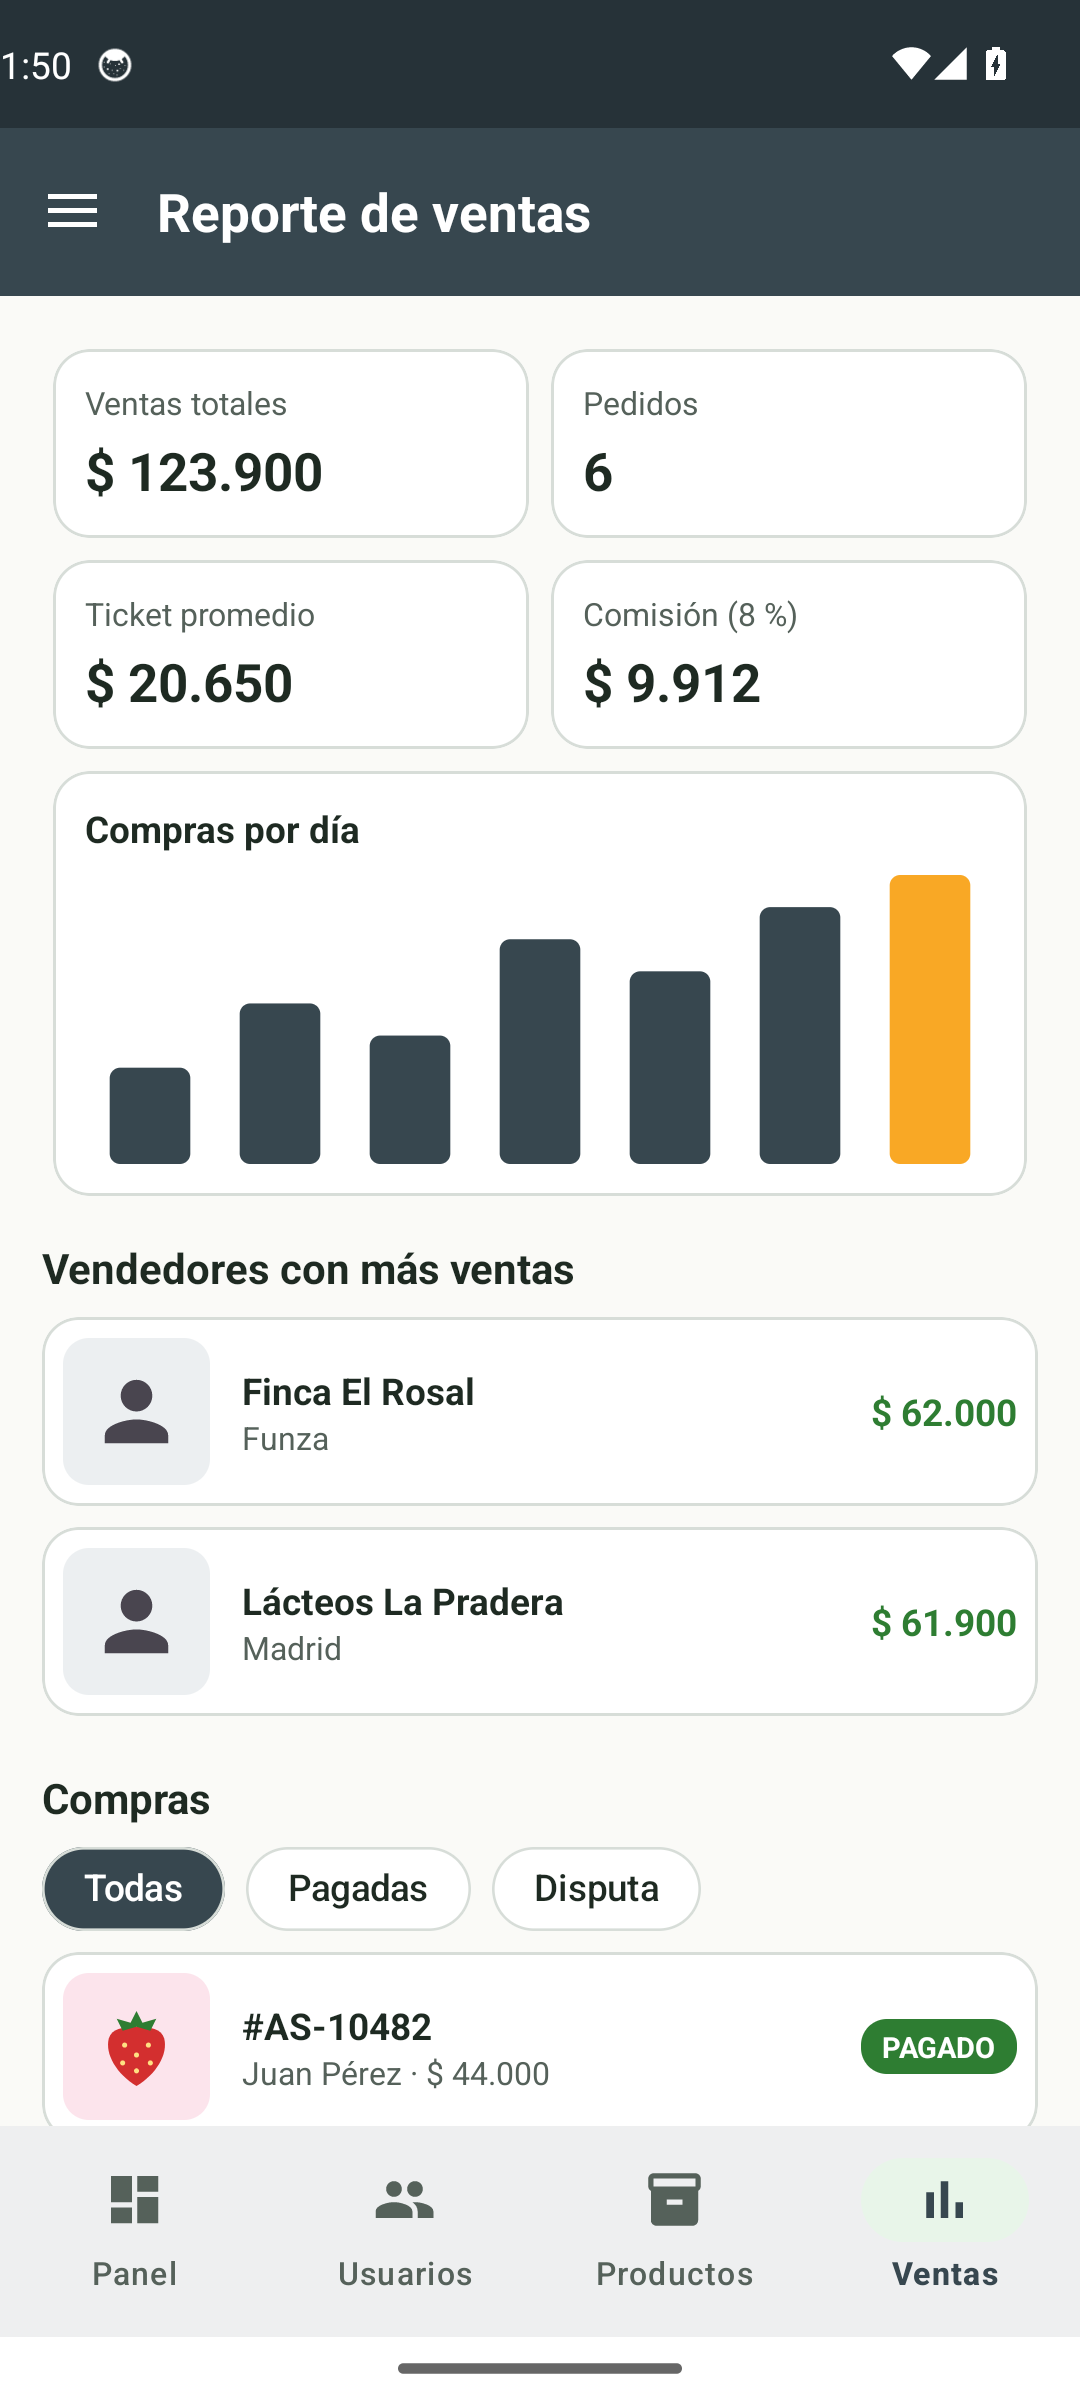 1:50
Reporte de ventas
Ventas totales
$ 123.900
Pedidos
6
Ticket promedio
$ 20.650
Comisión (8 %)
$ 9.912
Compras por día
Vendedores con más ventas
Finca El Rosal
Funza
$ 62.000
Lácteos La Pradera
Madrid
$ 61.900
Compras
Todas
Pagadas
Disputa
#AS-10482
Juan Pérez · $ 44.000
PAGADO
Panel
Usuarios
Productos
Ventas